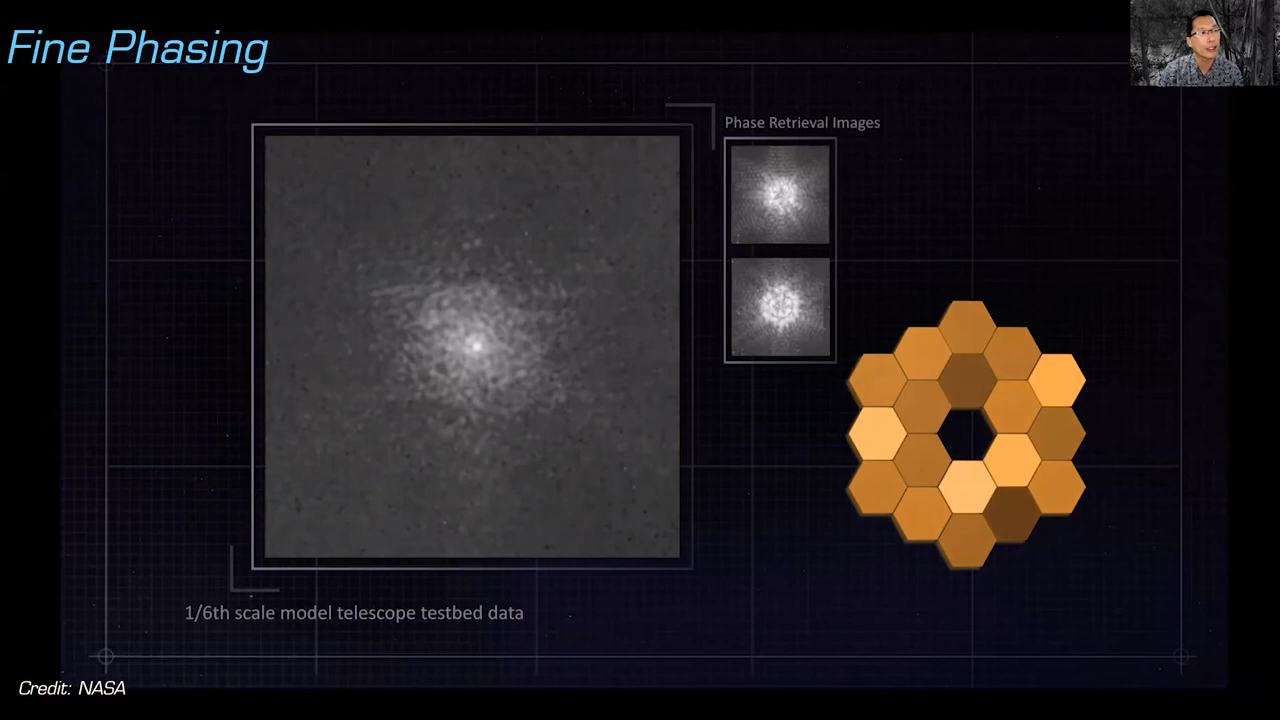 Fine Phasing
Phase Retrieval Images
1/6th scale model telescope testbed data
Credit: NASA